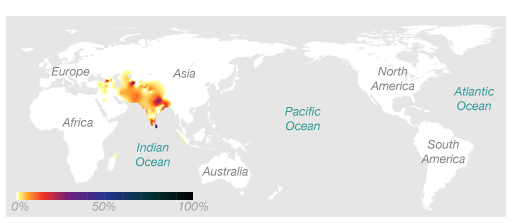 Europe
Asia
North
America
Atlantic
Ocean
Africa
Pacific
Ocean
Indian
Ocean
South
America
Australia
0%
50%
100%